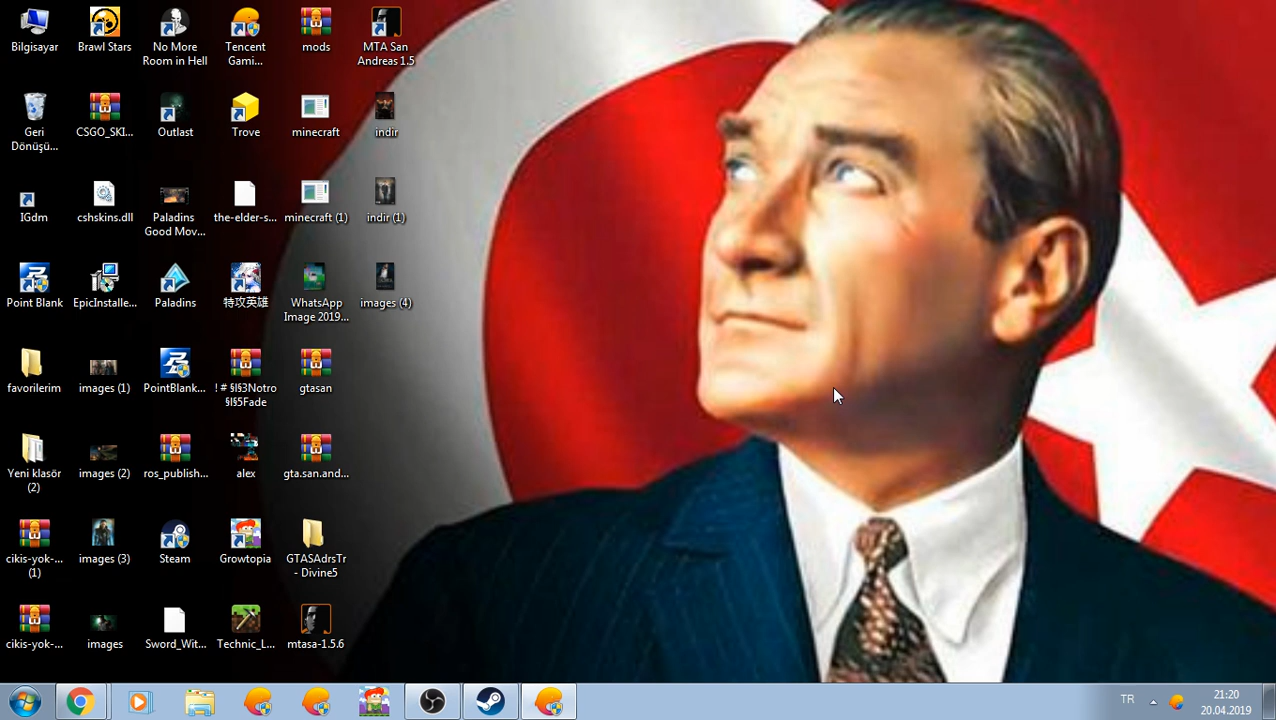 Bilgisayar
Brawl Stars
No More
Room in Hell
Tencent
Gami...
mods
MTA San
Andreas 1.5
Geri
Dönüşü...
CSGO_SKI...
Outlast
Trove
minecraft
indir
IGdm
cshskins.dll
Paladins
Good Mov...
the-elder-s...
minecraft (1)
indir (1)
Point Blank
EpicInstalle...
Paladins
特攻英雄
WhatsApp
Image 2019...
images (4)
favorilerim
images (1)
PointBlank...
! # §l§3Notro
§l§5Fade
gtasan
Yeni klasör
(2)
images (2)
ros_publish...
alex
gta.san.and...
cikis-yok-...
(1)
images (3)
Steam
Growtopia
GTASAdrsTr
- Divine5
cikis-yok-...
images
Sword_Wit...
Technic_L...
mtasa-1.5.6
TR
21:20
20.04.2019